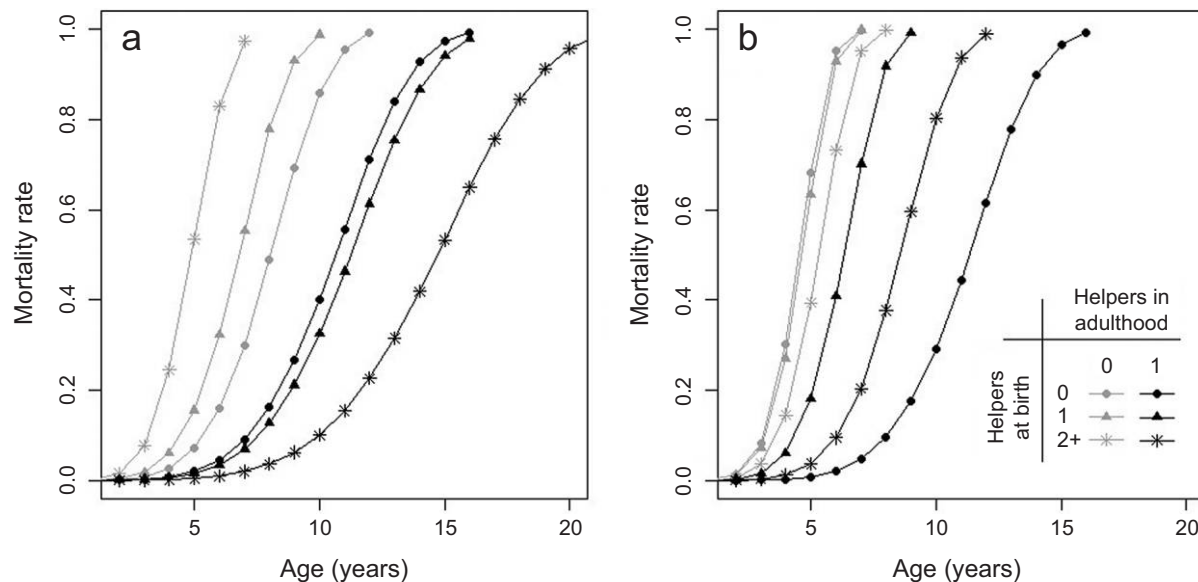 a
Mortality rate
0.0 0.2 0.4 0.6 0.8 1.0
5 10 15 20
Age (years)
b
Mortality rate
0.0 0.2 0.4 0.6 0.8 1.0
5 10 15 20
Age (years)
Helpers in
adulthood
0 1
Helpers
at birth
0
1
2+